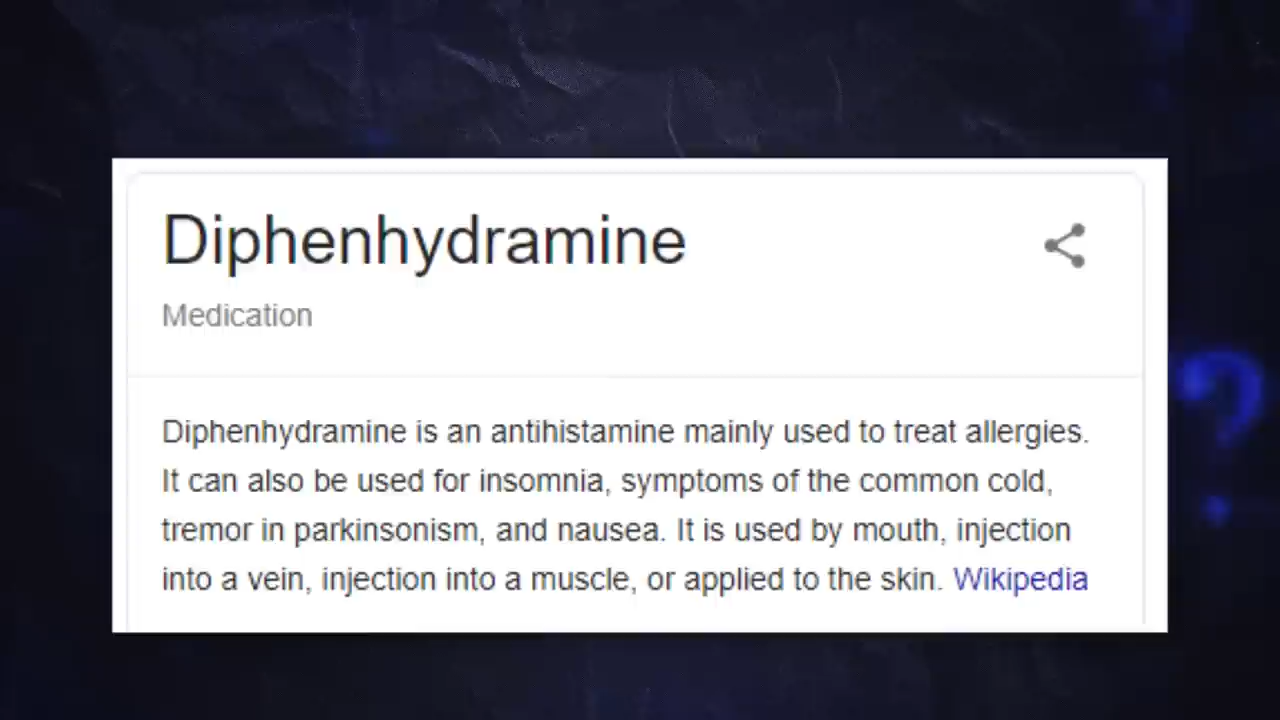 Diphenhydramine
Medication
Diphenhydramine is an antihistamine mainly used to treat allergies.
It can also be used for insomnia, symptoms of the common cold,
tremor in parkinsonism, and nausea. It is used by mouth, injection
into a vein, injection into a muscle, or applied to the skin. Wikipedia
?